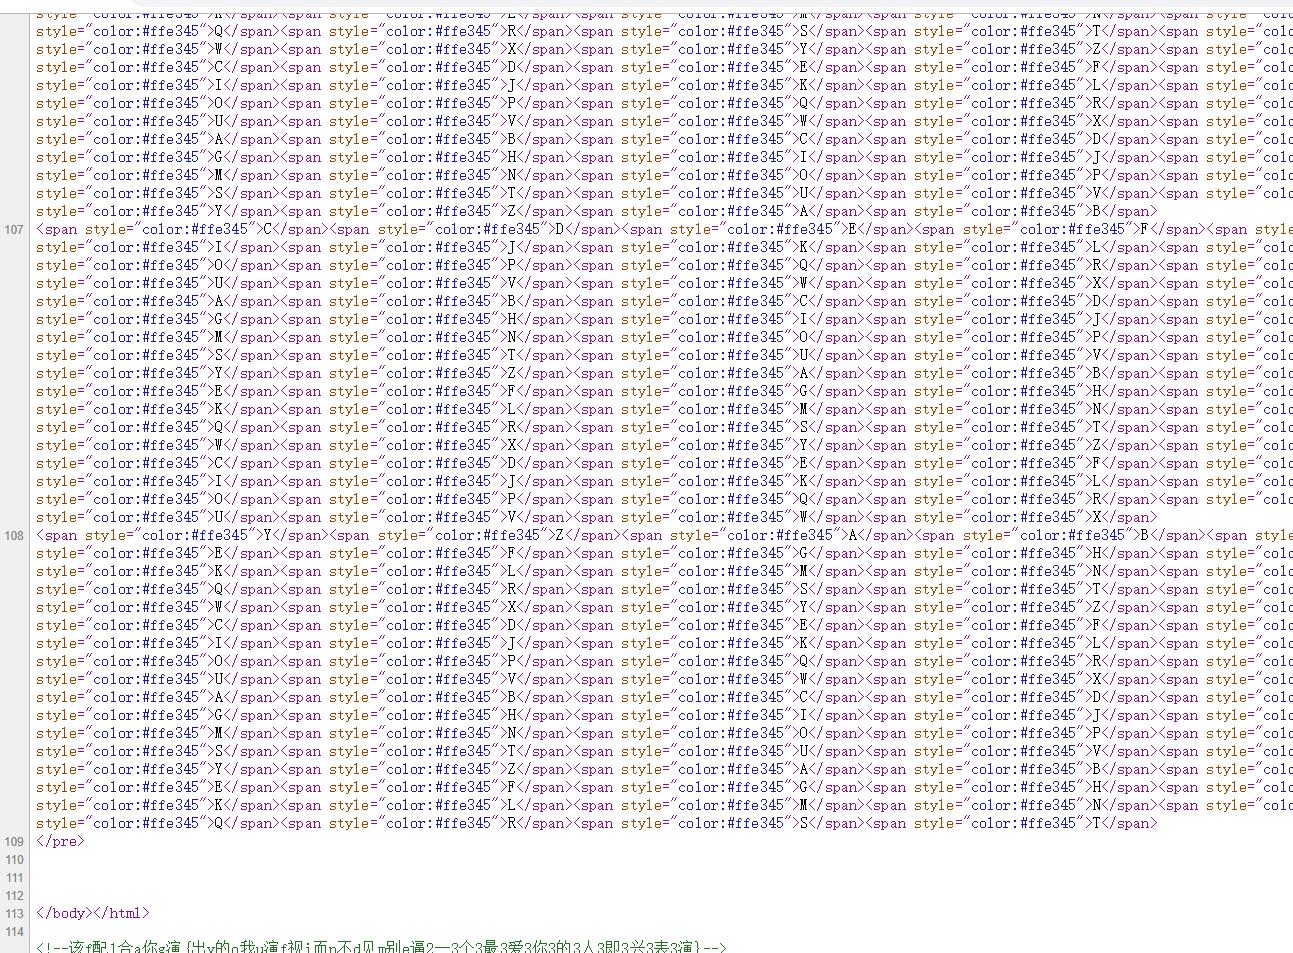 style="color:#ffe345">K</span><span style="color:#ffe345">L</span><span style="color:#ffe345">M</span><span style="color:#ffe345">N</span><span style="colo
style="color:#ffe345">Q</span><span style="color:#ffe345">R</span><span style="color:#ffe345">S</span><span style="color:#ffe345">T</span><span style="colo
style="color:#ffe345">W</span><span style="color:#ffe345">X</span><span style="color:#ffe345">Y</span><span style="color:#ffe345">Z</span><span style="colo
style="color:#ffe345">C</span><span style="color:#ffe345">D</span><span style="color:#ffe345">E</span><span style="color:#ffe345">F</span><span style="colo
style="color:#ffe345">I</span><span style="color:#ffe345">J</span><span style="color:#ffe345">K</span><span style="color:#ffe345">L</span><span style="colo
style="color:#ffe345">O</span><span style="color:#ffe345">P</span><span style="color:#ffe345">Q</span><span style="color:#ffe345">R</span><span style="colo
style="color:#ffe345">U</span><span style="color:#ffe345">V</span><span style="color:#ffe345">W</span><span style="color:#ffe345">X</span><span style="colo
style="color:#ffe345">A</span><span style="color:#ffe345">B</span><span style="color:#ffe345">C</span><span style="color:#ffe345">D</span><span style="colo
style="color:#ffe345">G</span><span style="color:#ffe345">H</span><span style="color:#ffe345">I</span><span style="color:#ffe345">J</span><span style="colo
style="color:#ffe345">M</span><span style="color:#ffe345">N</span><span style="color:#ffe345">O</span><span style="color:#ffe345">P</span><span style="colo
style="color:#ffe345">S</span><span style="color:#ffe345">T</span><span style="color:#ffe345">U</span><span style="color:#ffe345">V</span><span style="colo
style="color:#ffe345">Y</span><span style="color:#ffe345">Z</span><span style="color:#ffe345">A</span><span style="color:#ffe345">B</span>
107 <span style="color:#ffe345">C</span><span style="color:#ffe345">D</span><span style="color:#ffe345">E</span><span style="color:#ffe345">F</span><span style
style="color:#ffe345">I</span><span style="color:#ffe345">J</span><span style="color:#ffe345">K</span><span style="color:#ffe345">L</span><span style="colo
style="color:#ffe345">O</span><span style="color:#ffe345">P</span><span style="color:#ffe345">Q</span><span style="color:#ffe345">R</span><span style="colo
style="color:#ffe345">U</span><span style="color:#ffe345">V</span><span style="color:#ffe345">W</span><span style="color:#ffe345">X</span><span style="colo
style="color:#ffe345">A</span><span style="color:#ffe345">B</span><span style="color:#ffe345">C</span><span style="color:#ffe345">D</span><span style="colo
style="color:#ffe345">G</span><span style="color:#ffe345">H</span><span style="color:#ffe345">I</span><span style="color:#ffe345">J</span><span style="colo
style="color:#ffe345">M</span><span style="color:#ffe345">N</span><span style="color:#ffe345">O</span><span style="color:#ffe345">P</span><span style="colo
style="color:#ffe345">S</span><span style="color:#ffe345">T</span><span style="color:#ffe345">U</span><span style="color:#ffe345">V</span><span style="colo
style="color:#ffe345">Y</span><span style="color:#ffe345">Z</span><span style="color:#ffe345">A</span><span style="color:#ffe345">B</span><span style="colo
style="color:#ffe345">E</span><span style="color:#ffe345">F</span><span style="color:#ffe345">G</span><span style="color:#ffe345">H</span><span style="colo
style="color:#ffe345">K</span><span style="color:#ffe345">L</span><span style="color:#ffe345">M</span><span style="color:#ffe345">N</span><span style="colo
style="color:#ffe345">Q</span><span style="color:#ffe345">R</span><span style="color:#ffe345">S</span><span style="color:#ffe345">T</span><span style="colo
style="color:#ffe345">W</span><span style="color:#ffe345">X</span><span style="color:#ffe345">Y</span><span style="color:#ffe345">Z</span><span style="colo
style="color:#ffe345">C</span><span style="color:#ffe345">D</span><span style="color:#ffe345">E</span><span style="color:#ffe345">F</span><span style="colo
style="color:#ffe345">I</span><span style="color:#ffe345">J</span><span style="color:#ffe345">K</span><span style="color:#ffe345">L</span><span style="colo
style="color:#ffe345">O</span><span style="color:#ffe345">P</span><span style="color:#ffe345">Q</span><span style="color:#ffe345">R</span><span style="colo
style="color:#ffe345">U</span><span style="color:#ffe345">V</span><span style="color:#ffe345">W</span><span style="color:#ffe345">X</span>
108 <span style="color:#ffe345">Y</span><span style="color:#ffe345">Z</span><span style="color:#ffe345">A</span><span style="color:#ffe345">B</span><span style
style="color:#ffe345">E</span><span style="color:#ffe345">F</span><span style="color:#ffe345">G</span><span style="color:#ffe345">H</span><span style="colo
style="color:#ffe345">K</span><span style="color:#ffe345">L</span><span style="color:#ffe345">M</span><span style="color:#ffe345">N</span><span style="colo
style="color:#ffe345">Q</span><span style="color:#ffe345">R</span><span style="color:#ffe345">S</span><span style="color:#ffe345">T</span><span style="colo
style="color:#ffe345">W</span><span style="color:#ffe345">X</span><span style="color:#ffe345">Y</span><span style="color:#ffe345">Z</span><span style="colo
style="color:#ffe345">C</span><span style="color:#ffe345">D</span><span style="color:#ffe345">E</span><span style="color:#ffe345">F</span><span style="colo
style="color:#ffe345">I</span><span style="color:#ffe345">J</span><span style="color:#ffe345">K</span><span style="color:#ffe345">L</span><span style="colo
style="color:#ffe345">O</span><span style="color:#ffe345">P</span><span style="color:#ffe345">Q</span><span style="color:#ffe345">R</span><span style="colo
style="color:#ffe345">U</span><span style="color:#ffe345">V</span><span style="color:#ffe345">W</span><span style="color:#ffe345">X</span><span style="colo
style="color:#ffe345">A</span><span style="color:#ffe345">B</span><span style="color:#ffe345">C</span><span style="color:#ffe345">D</span><span style="colo
style="color:#ffe345">G</span><span style="color:#ffe345">H</span><span style="color:#ffe345">I</span><span style="color:#ffe345">J</span><span style="colo
style="color:#ffe345">M</span><span style="color:#ffe345">N</span><span style="color:#ffe345">O</span><span style="color:#ffe345">P</span><span style="colo
style="color:#ffe345">S</span><span style="color:#ffe345">T</span><span style="color:#ffe345">U</span><span style="color:#ffe345">V</span><span style="colo
style="color:#ffe345">Y</span><span style="color:#ffe345">Z</span><span style="color:#ffe345">A</span><span style="color:#ffe345">B</span><span style="colo
style="color:#ffe345">E</span><span style="color:#ffe345">F</span><span style="color:#ffe345">G</span><span style="color:#ffe345">H</span><span style="colo
style="color:#ffe345">K</span><span style="color:#ffe345">L</span><span style="color:#ffe345">M</span><span style="color:#ffe345">N</span><span style="colo
style="color:#ffe345">Q</span><span style="color:#ffe345">R</span><span style="color:#ffe345">S</span><span style="color:#ffe345">T</span>
109 </pre>
110
111
112
113 </body></html>
114
<!--该f配l合a你g演{出y的o我u演f视i而n不d见m别e逼2一3个3最3爱3你3的3人3即3兴3表3演}-->